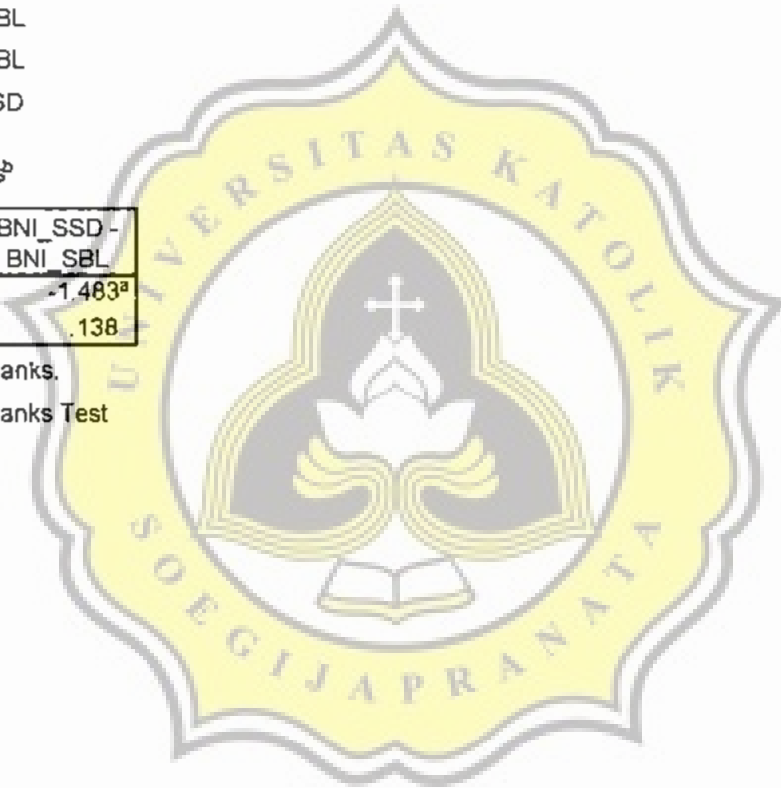 BL
BL
SD
BNI_SSD -
BNI_SBL
-1.483ª
.138
anks.
anks Test
UNIVERSITAS KATOLIK
SOEGIJAPRANATA